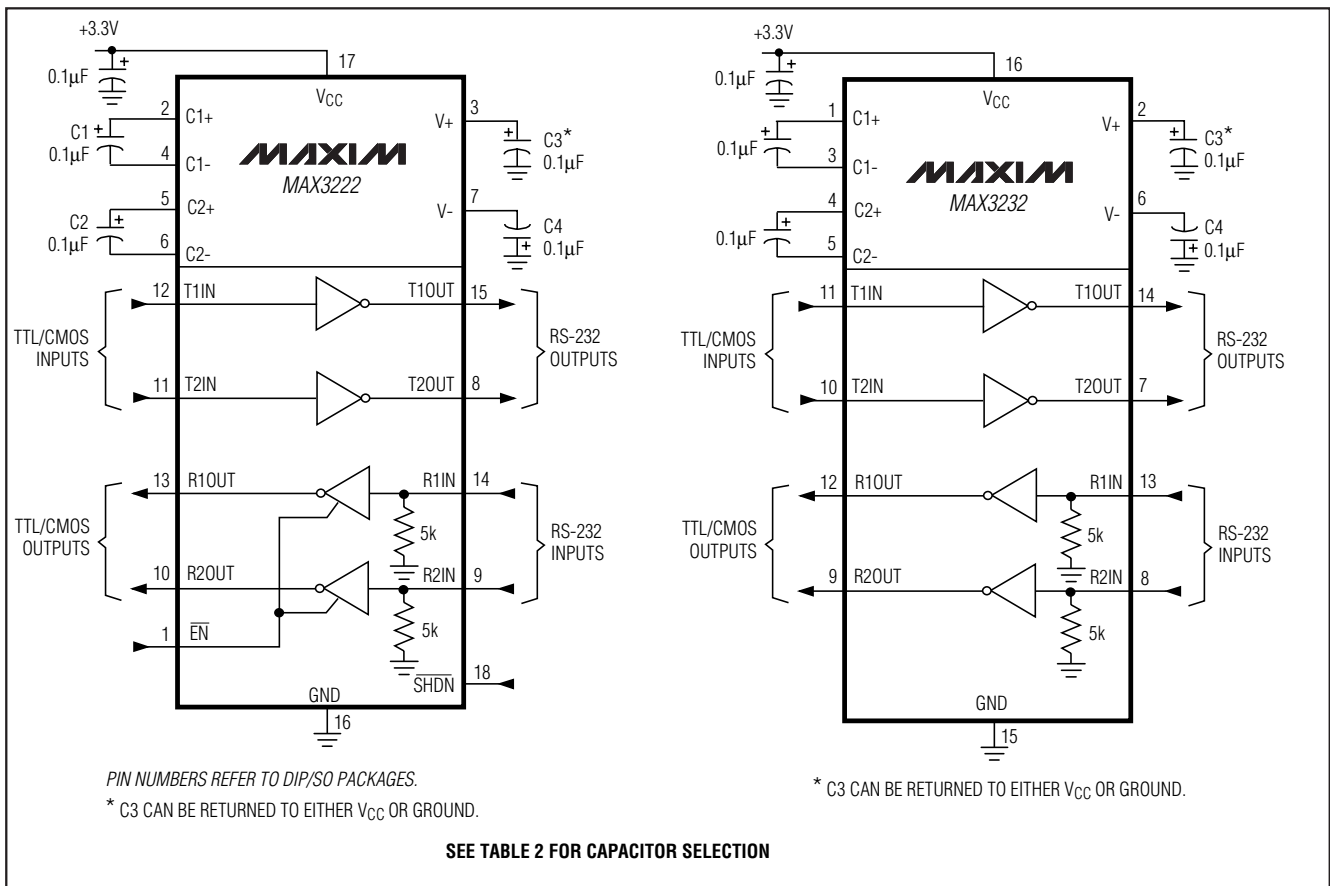 +3.3V
0.1µF
17
VCC
2
C1+
C1
0.1µF
4
C1-
3
V+
C3*
0.1µF
MAXIM
MAX3222
5
C2+
C2
0.1µF
6
C2-
7
V-
C4
0.1µF
12
T1IN
T1OUT
15
TTL/CMOS
INPUTS
RS-232
OUTPUTS
11
T2IN
T2OUT
8
13
R1OUT
R1IN
14
5k
TTL/CMOS
OUTPUTS
RS-232
INPUTS
10
R2OUT
R2IN
9
5k
1
EN
SHDN
18
GND
16
PIN NUMBERS REFER TO DIP/SO PACKAGES.
* C3 CAN BE RETURNED TO EITHER VCC OR GROUND.
+3.3V
0.1µF
16
VCC
1
C1+
0.1µF
3
C1-
2
V+
C3*
0.1µF
MAXIM
MAX3232
4
C2+
0.1µF
5
C2-
6
V-
C4
0.1µF
11
T1IN
T1OUT
14
TTL/CMOS
INPUTS
RS-232
OUTPUTS
10
T2IN
T2OUT
7
12
R1OUT
R1IN
13
5k
TTL/CMOS
OUTPUTS
RS-232
INPUTS
9
R2OUT
R2IN
8
5k
GND
15
* C3 CAN BE RETURNED TO EITHER VCC OR GROUND.
SEE TABLE 2 FOR CAPACITOR SELECTION